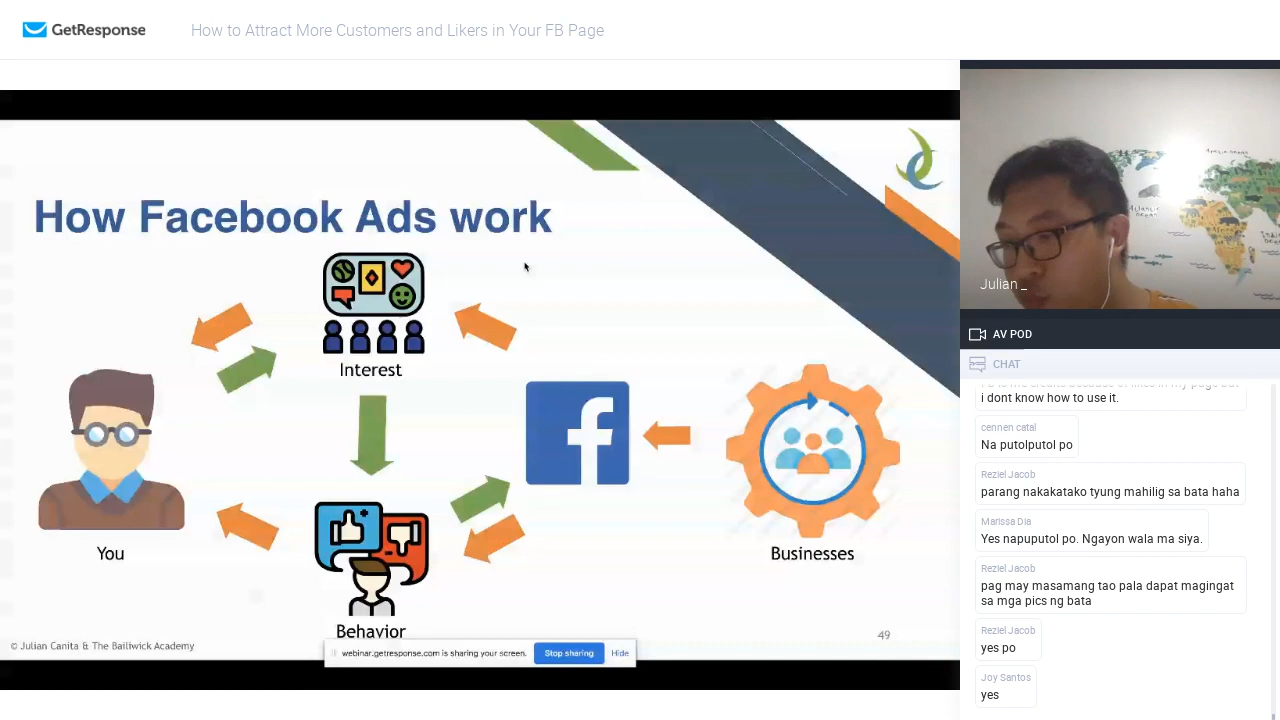 GetResponse
How to Attract More Customers and Likers in Your FB Page
How Facebook Ads work
Interest
You
Businesses
Behavior
© Julian Canita & The Bailiwick Academy
49
webinar.getresponse.com is sharing your screen.
Stop sharing
Hide
Julian _
AV POD
CHAT
i dont know how to use it.
cennen catal
Na putolputol po
Reziel Jacob
parang nakakatako tyung mahilig sa bata haha
Marissa Dia
Yes napuputol po. Ngayon wala ma siya.
Reziel Jacob
pag may masamang tao pala dapat magingat
sa mga pics ng bata
Reziel Jacob
yes po
Joy Santos
yes